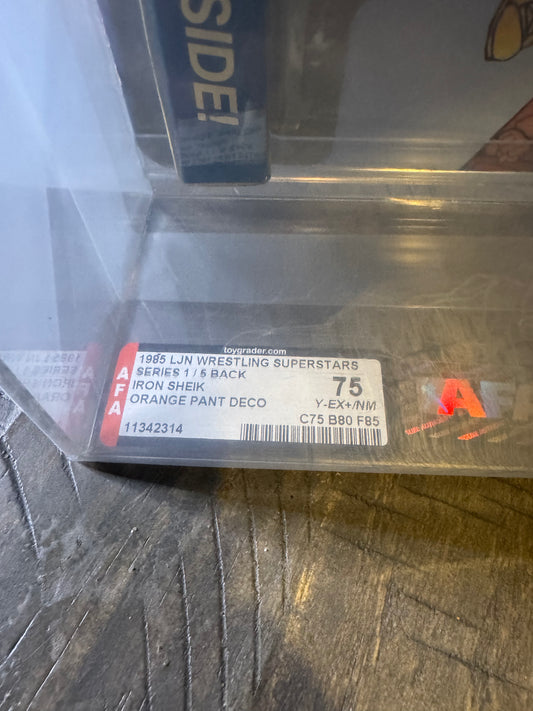 SIDE!
toygrader.com
AFA
1985 LJN WRESTLING SUPERSTARS
SERIES 1 / 5 BACK
IRON SHEIK
ORANGE PANT DECO
75
Y-EX+/NM
11342314
C75 B80 F85
AFA